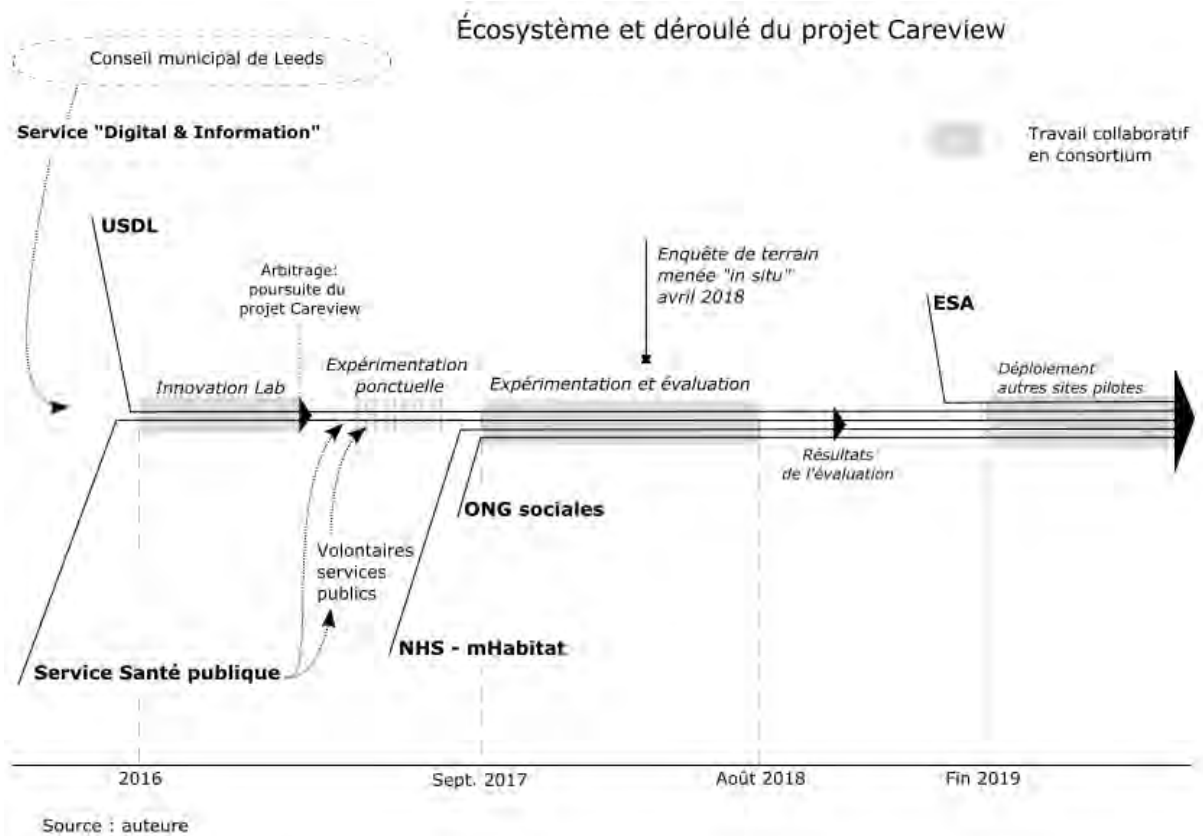 Écosystème et déroulé du projet Careview
Conseil municipal de Leeds
Service "Digital & Information"
Travail collaboratif
en consortium
USDL
Arbitrage:
poursuite du
projet Careview
Enquête de terrain
menée "in situ"
avril 2018
ESA
Innovation Lab
Expérimentation
ponctuelle
Expérimentation et évaluation
Déploiement
autres sites pilotes
Résultats
de l'évaluation
ONG sociales
Volontaires
services
publics
NHS - mHabitat
Service Santé publique
2016
Sept. 2017
Août 2018
Fin 2019
Source : auteure